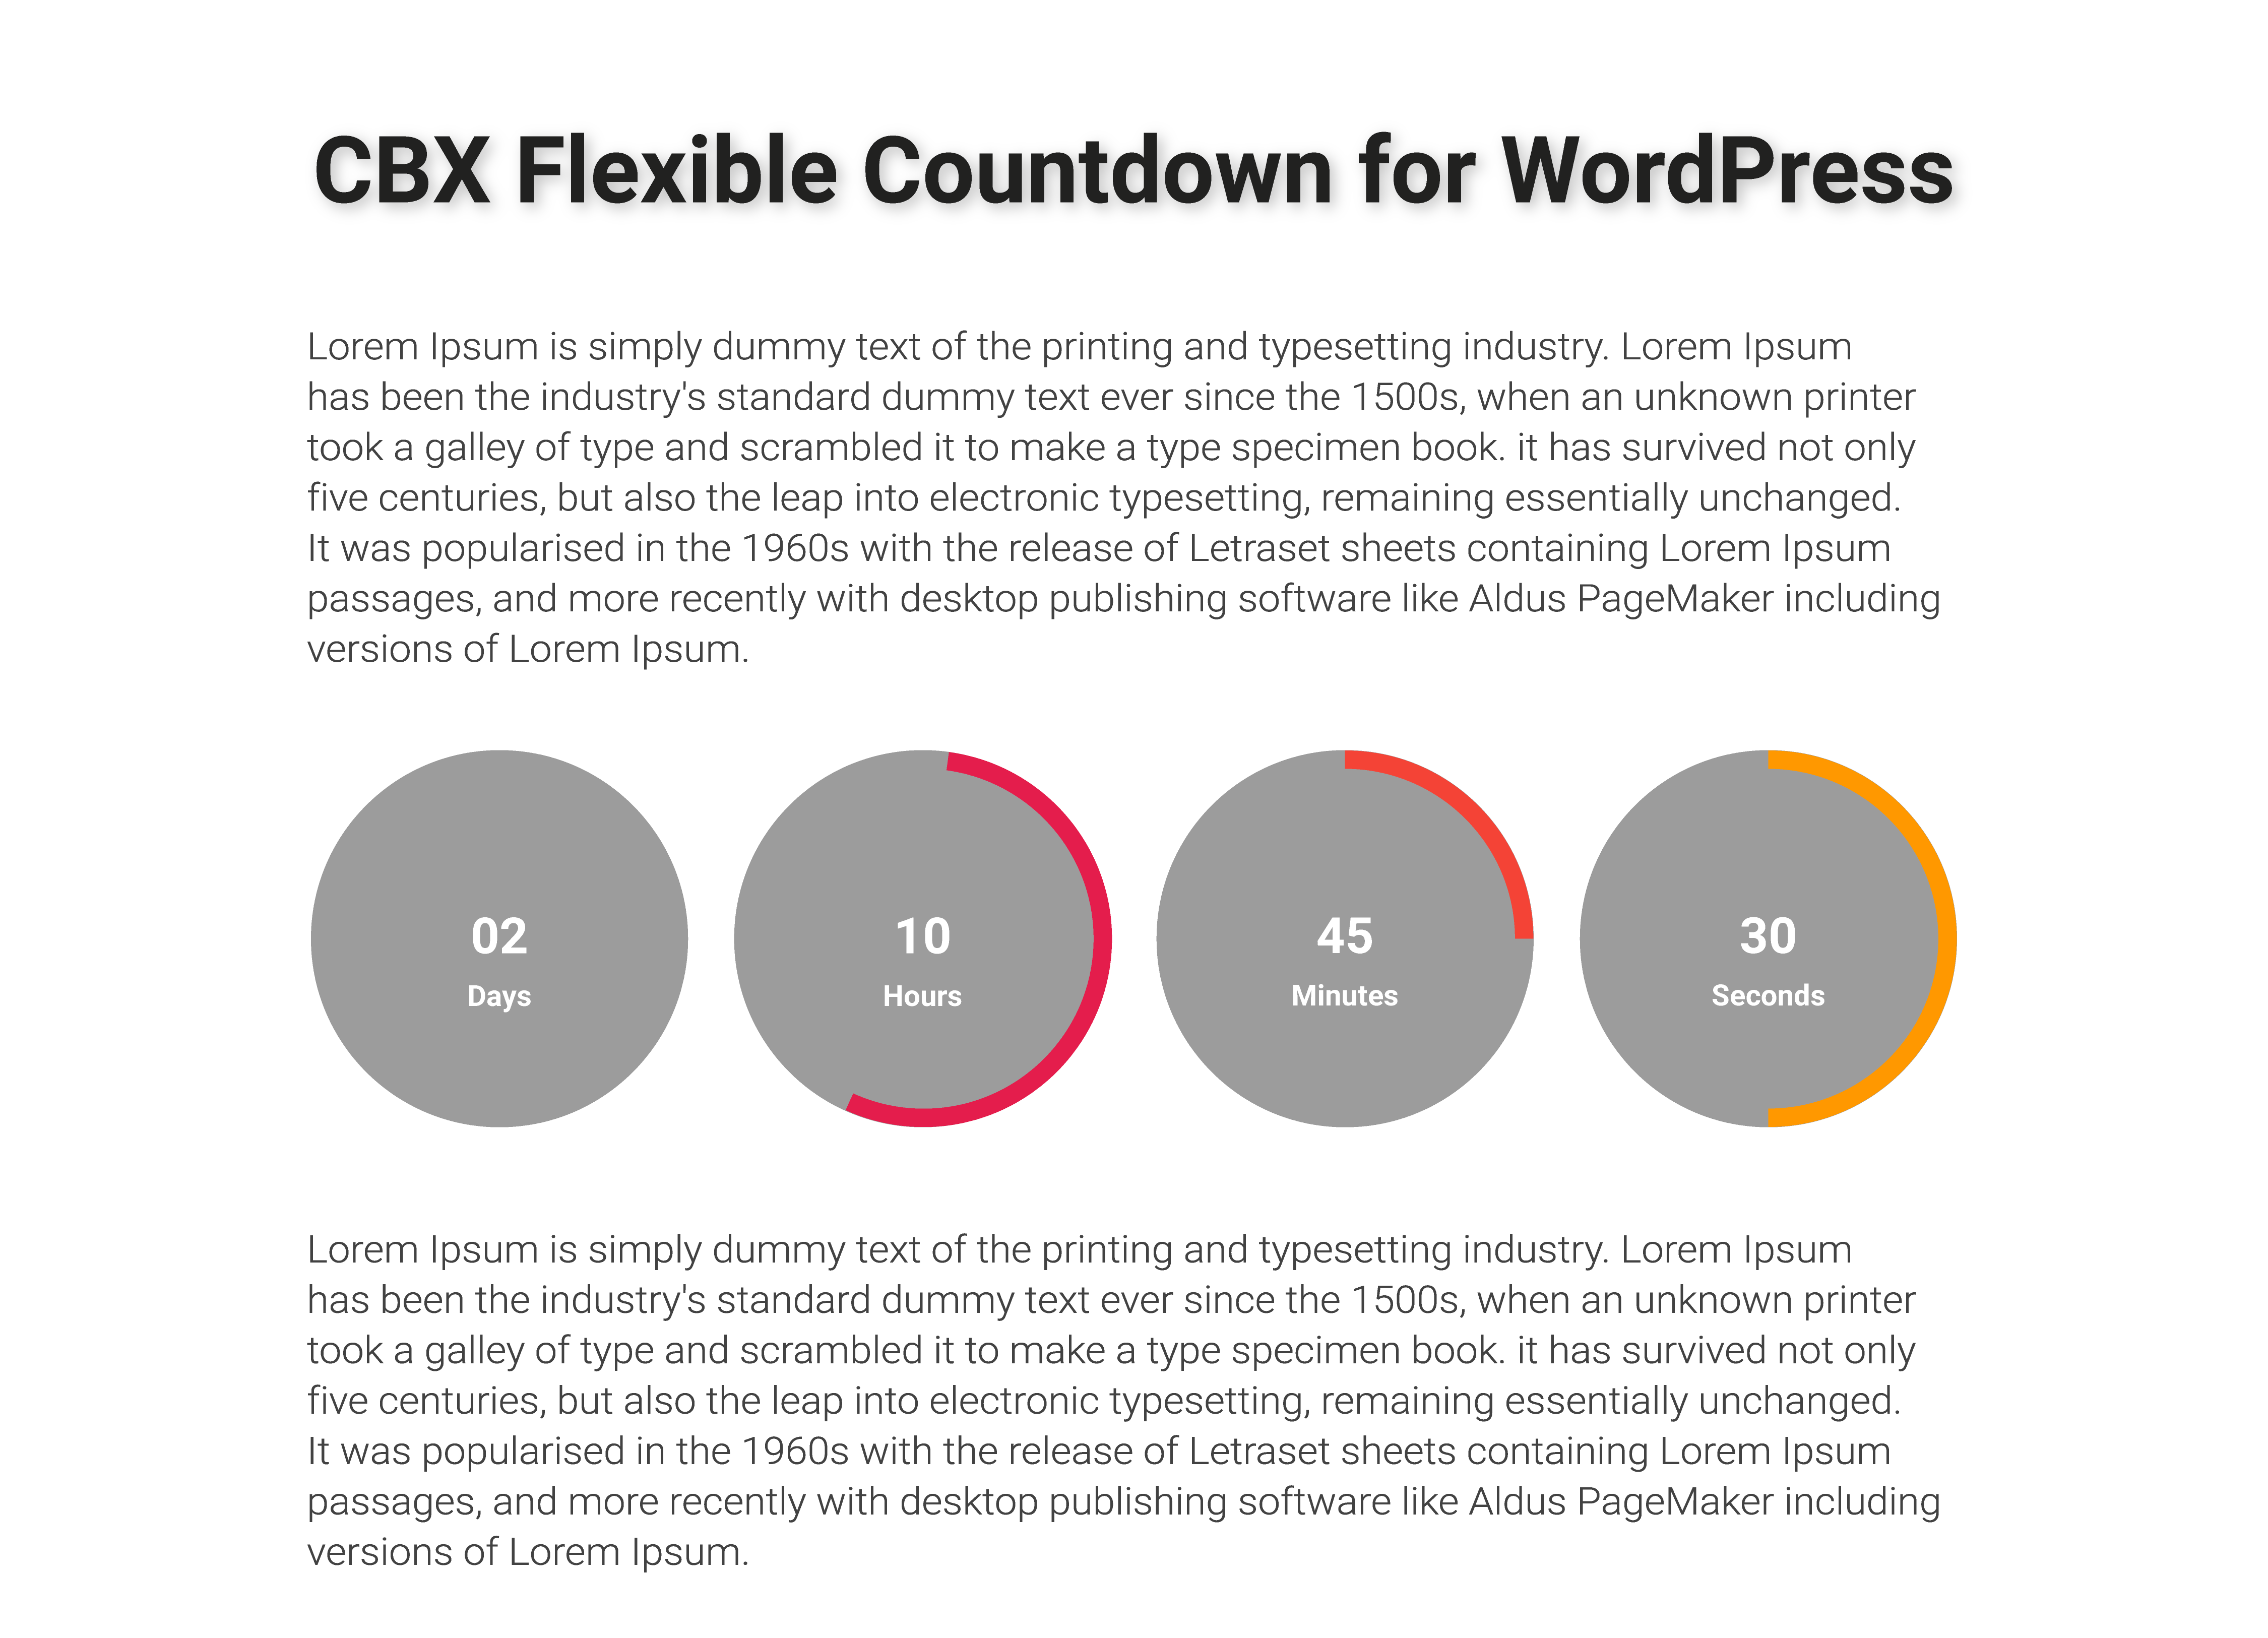 CBX Flexible Countdown for WordPress
Lorem Ipsum is simply dummy text of the printing and typesetting industry. Lorem Ipsum
has been the industry's standard dummy text ever since the 1500s, when an unknown printer
took a galley of type and scrambled it to make a type specimen book. it has survived not only
five centuries, but also the leap into electronic typesetting, remaining essentially unchanged.
It was popularised in the 1960s with the release of Letraset sheets containing Lorem Ipsum
passages, and more recently with desktop publishing software like Aldus PageMaker including
versions of Lorem Ipsum.
02
Days
10
Hours
45
Minutes
30
Seconds
Lorem Ipsum is simply dummy text of the printing and typesetting industry. Lorem Ipsum
has been the industry's standard dummy text ever since the 1500s, when an unknown printer
took a galley of type and scrambled it to make a type specimen book. it has survived not only
five centuries, but also the leap into electronic typesetting, remaining essentially unchanged.
It was popularised in the 1960s with the release of Letraset sheets containing Lorem Ipsum
passages, and more recently with desktop publishing software like Aldus PageMaker including
versions of Lorem Ipsum.